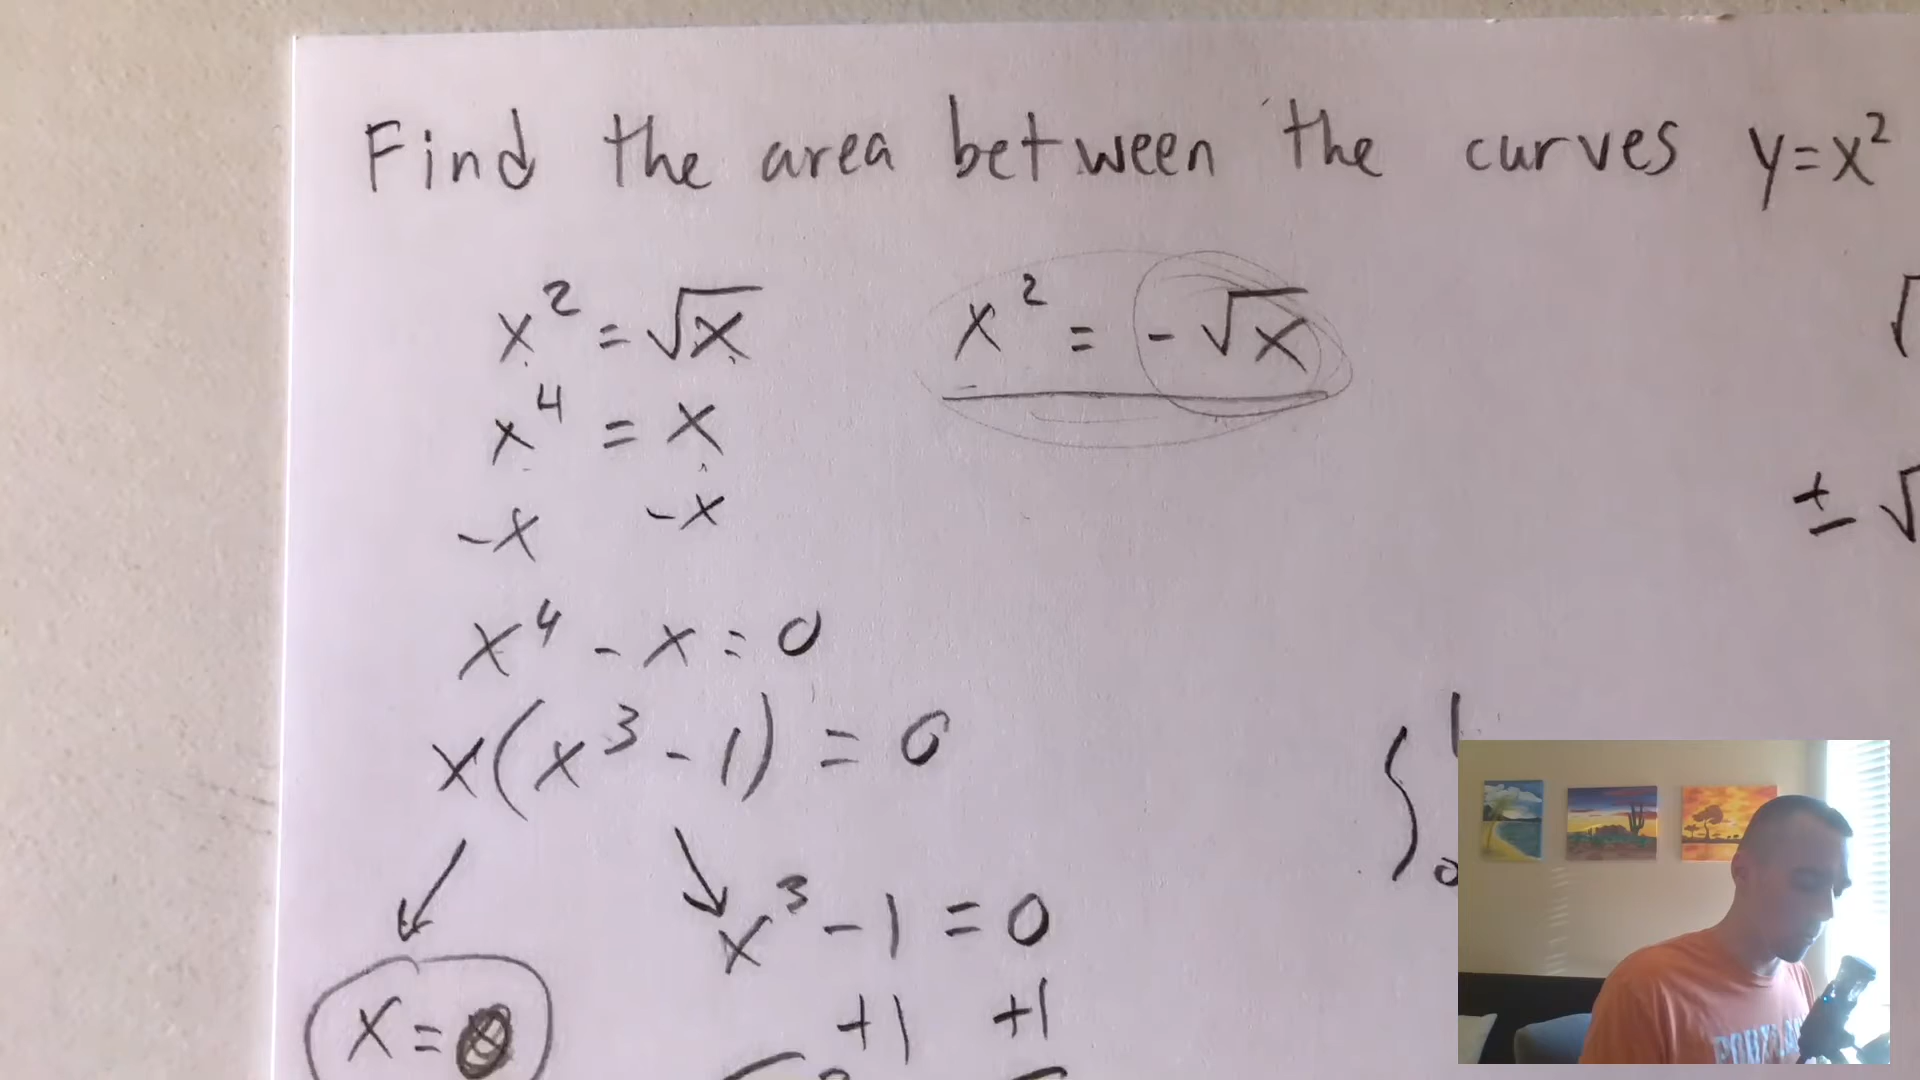 Find the area between the curves y=x²
x² = √x
x² = -√x
x⁴ = x
-x -x
± √
x⁴ - x = 0
x(x³ - 1) = 0
∫₀¹
x³ - 1 = 0
+1 +1
x = 0